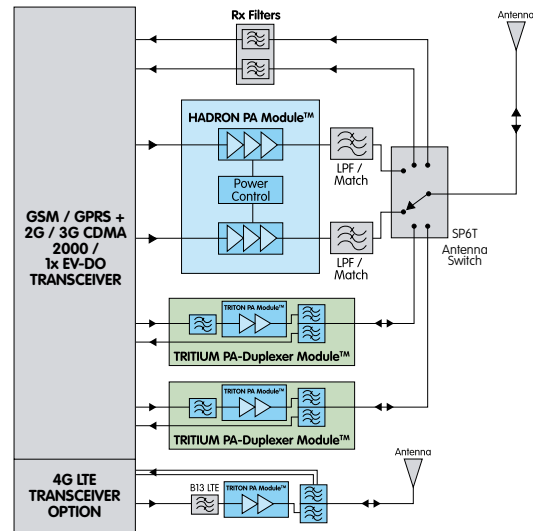 Rx Filters
Antenna
HADRON PA Module™
LPF /
Match
Power
Control
GSM / GPRS +
2G / 3G CDMA
2000 /
1x EV-DO
TRANSCEIVER
SP6T
Antenna
Switch
LPF /
Match
TRITON PA Module™
TRITIUM PA-Duplexer Module™
TRITON PA Module™
TRITIUM PA-Duplexer Module™
Antenna
4G LTE
TRANSCEIVER
OPTION
B13 LTE
TRITON PA Module™